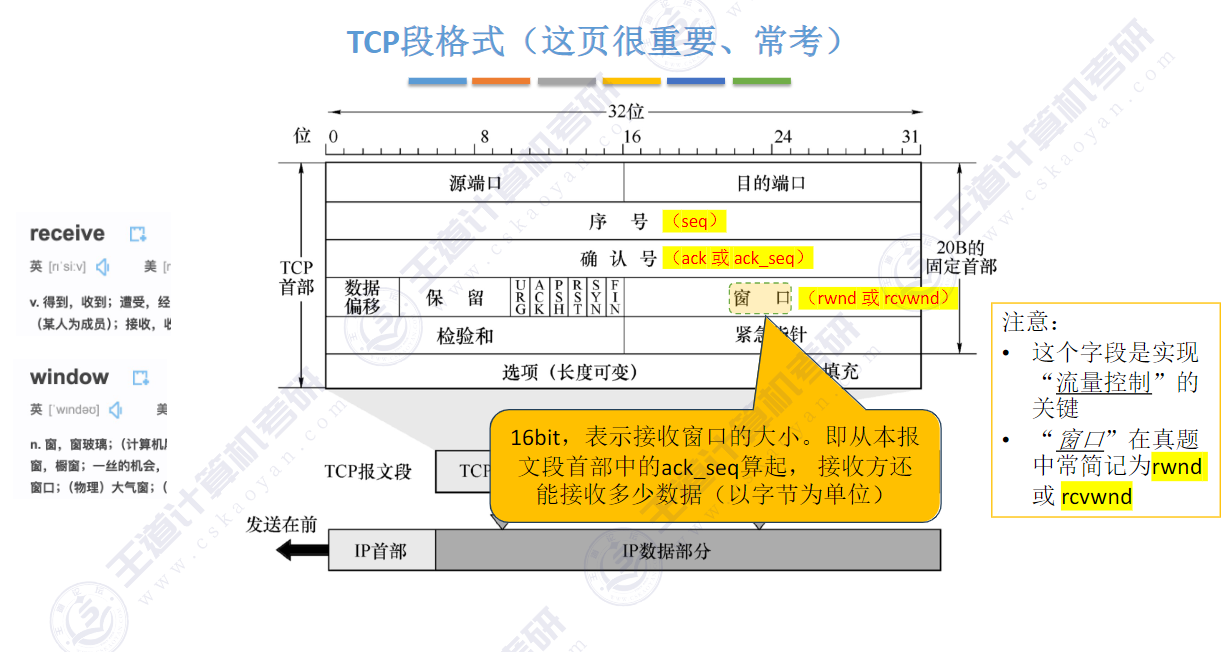 TCP段格式（这页很重要、常考）
32位
位 0 8 16 24 31
源端口 目的端口
序 号 （seq）
确 认 号 （ack 或 ack_seq）
数据偏移 保 留 URG ACK PSH RST SYN FIN 窗 口 （rwnd 或 rcvwnd）
检验和 紧急指针
选项（长度可变） 填充
TCP首部
20B的
固定首部
receive
英 [rɪˈsiːv] 美
v. 得到，收到；遭受，经
（某人为成员）；接收，收
window
英 [ˈwɪndəʊ] 美
n. 窗，窗玻璃；（计算机
窗，橱窗；一丝的机会，
窗口；（物理）大气窗；（
16bit，表示接收窗口的大小。即从本报
文段首部中的ack_seq算起， 接收方还
能接收多少数据（以字节为单位）
TCP报文段 TCP
发送在前
IP首部 IP数据部分
注意：
• 这个字段是实现
“流量控制”的
关键
• “窗口”在真题
中常简记为rwnd
或 rcvwnd
王道计算机考研
www.cskaoyan.com